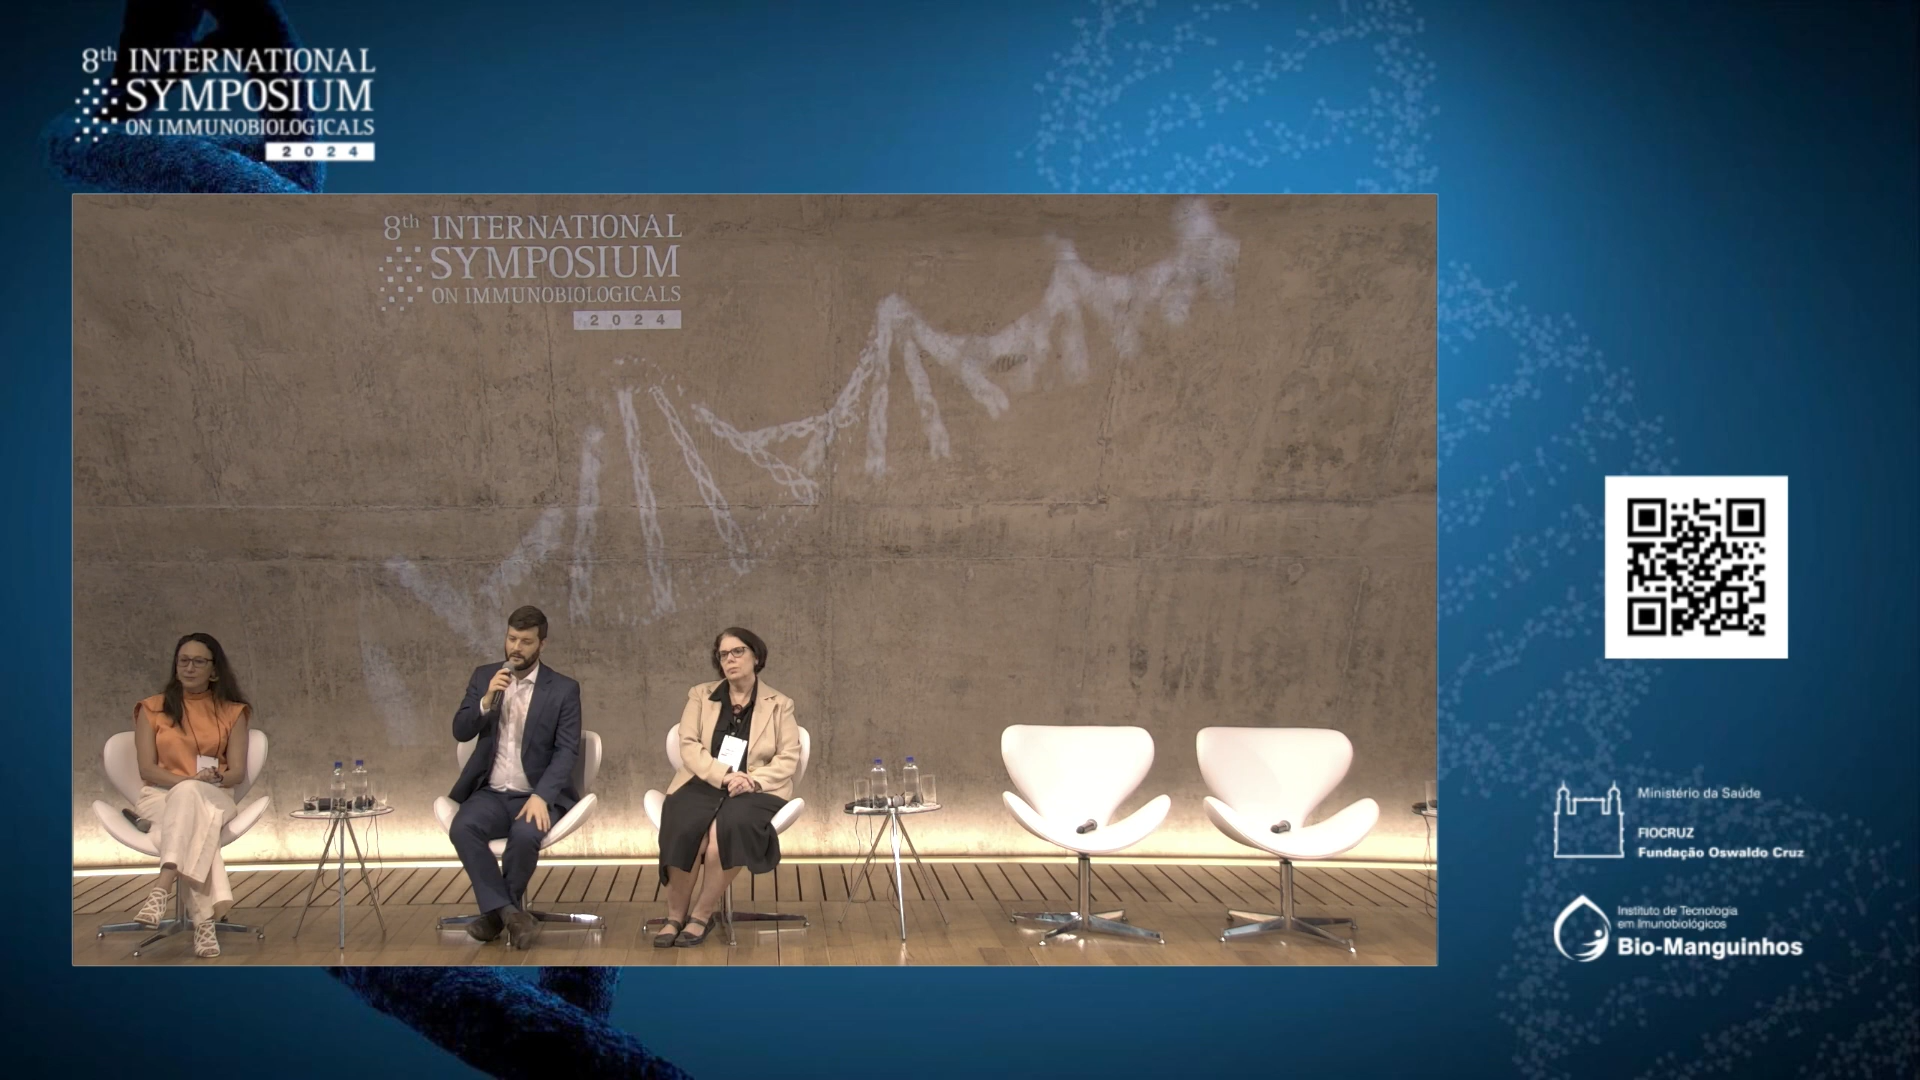 8th INTERNATIONAL
SYMPOSIUM
ON IMMUNOBIOLOGICALS
2024
8th INTERNATIONAL
SYMPOSIUM
ON IMMUNOBIOLOGICALS
2024
Ministério da Saúde
FIOCRUZ
Fundação Oswaldo Cruz
Instituto de Tecnologia
em Imunobiológicos
Bio-Manguinhos